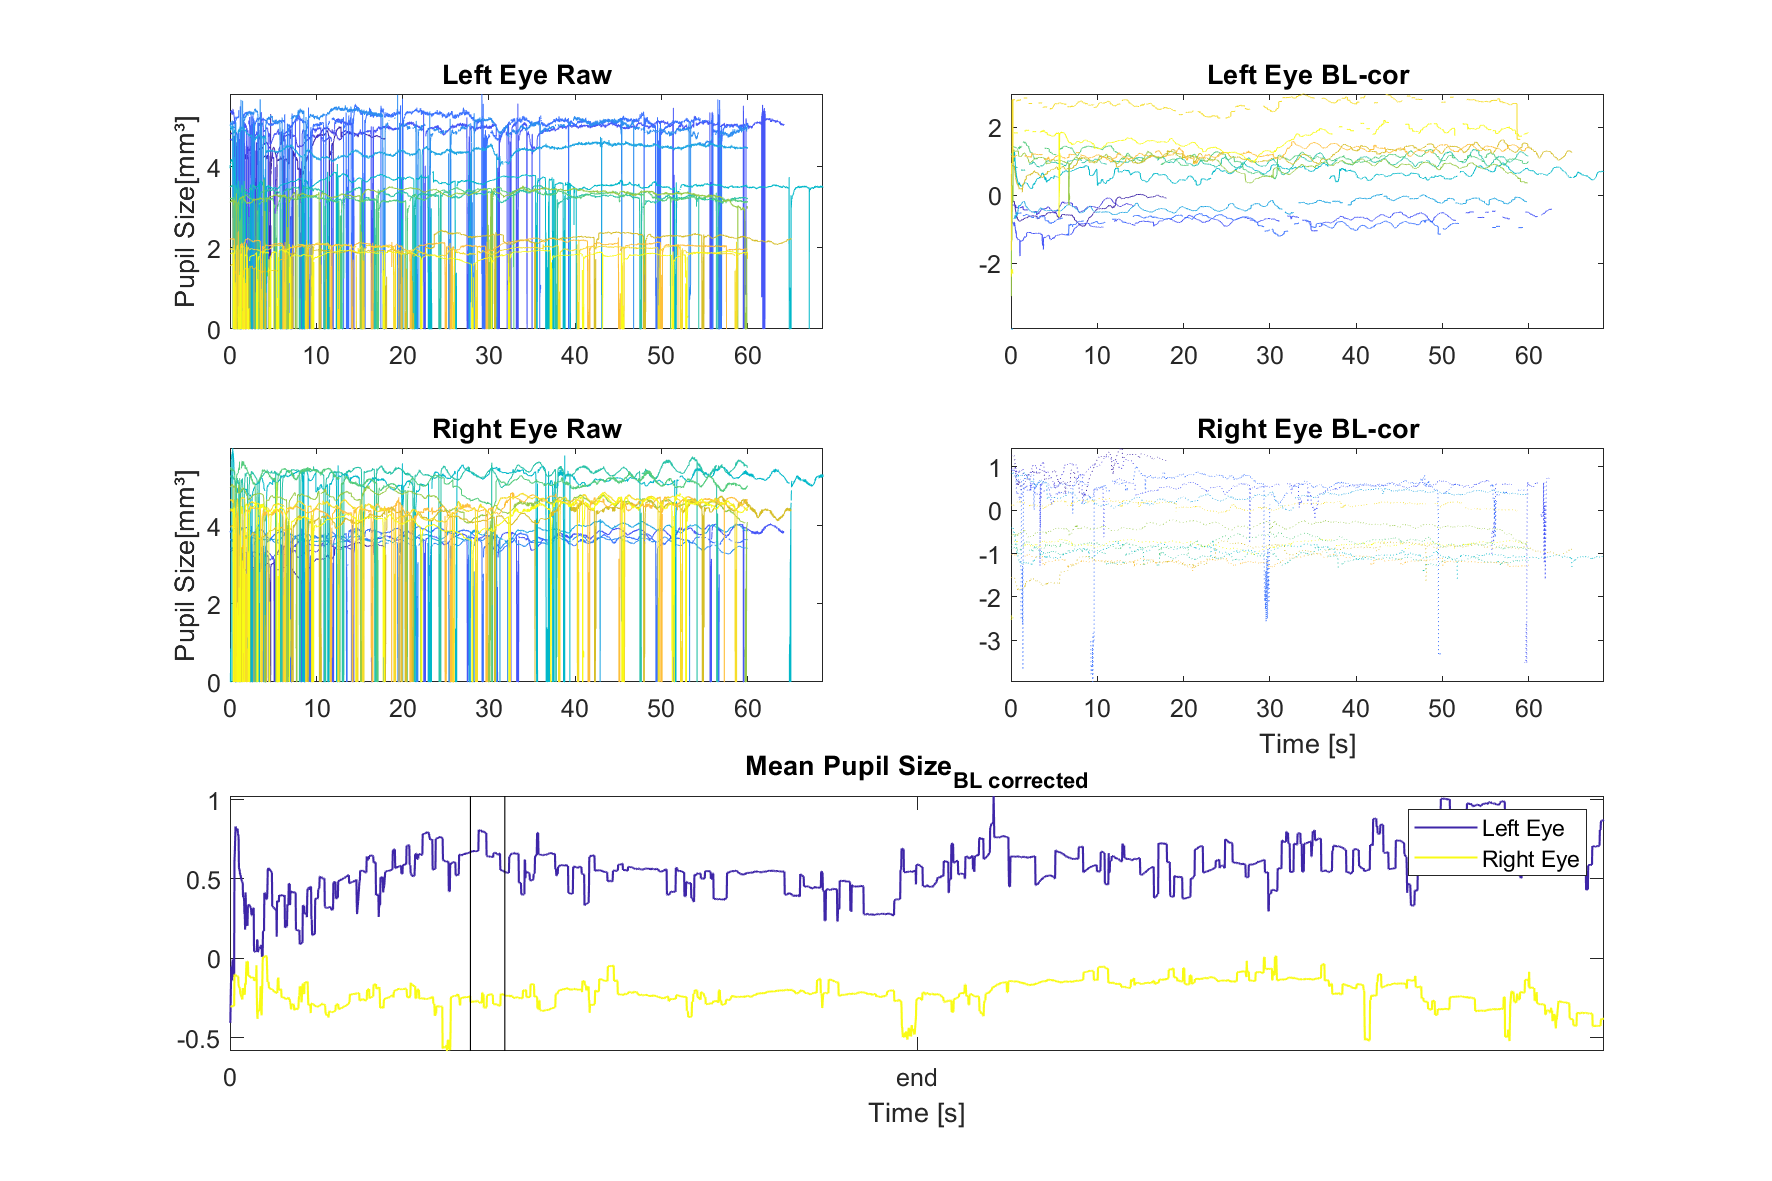 Left Eye Raw
Pupil Size[mm³]
4
2
0
0 10 20 30 40 50 60
Left Eye BL-cor
2
0
-2
0 10 20 30 40 50 60
Right Eye Raw
Pupil Size[mm³]
4
2
0
0 10 20 30 40 50 60
Right Eye BL-cor
1
0
-1
-2
-3
0 10 20 30 40 50 60
Time [s]
Mean Pupil Size BL corrected
1
0.5
0
-0.5
Left Eye
Right Eye
0 end
Time [s]